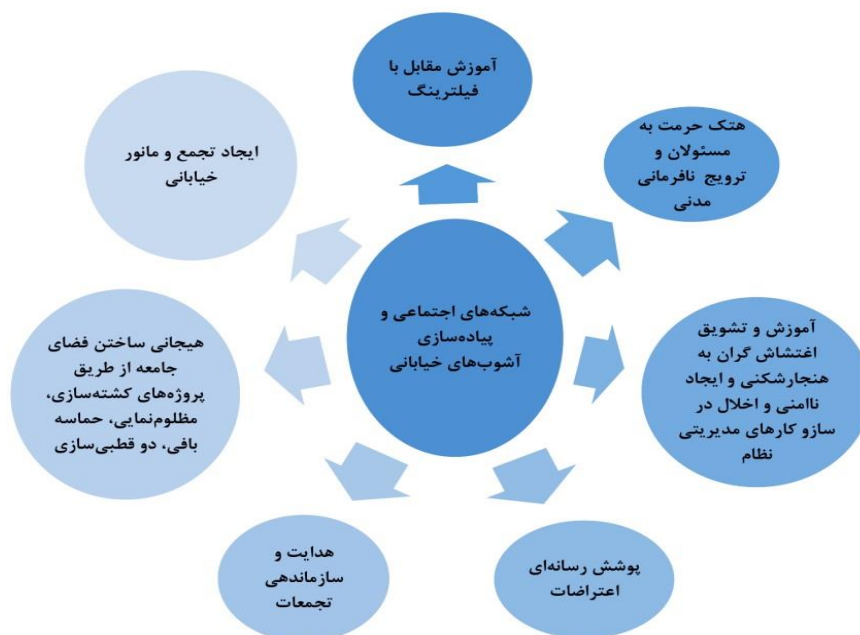 آموزش مقابل با
فیلترینگ
هتک حرمت به
مسئولان و
ترویج نافرمانی
مدنی
ایجاد تجمع و مانور
خیابانی
شبکه‌های اجتماعی و
پیاده‌سازی
آشوب‌های خیابانی
آموزش و تشویق
اغتشاش گران به
هنجارشکنی و ایجاد
ناامنی و اخلال در
سازو کارهای مدیریتی
نظام
هیجانی ساختن فضای
جامعه از طریق
پروژه‌های کشته‌سازی،
مظلوم‌نمایی، حماسه
بافی، دو قطبی‌سازی
پوشش رسانه‌ای
اعتراضات
هدایت و
سازماندهی
تجمعات